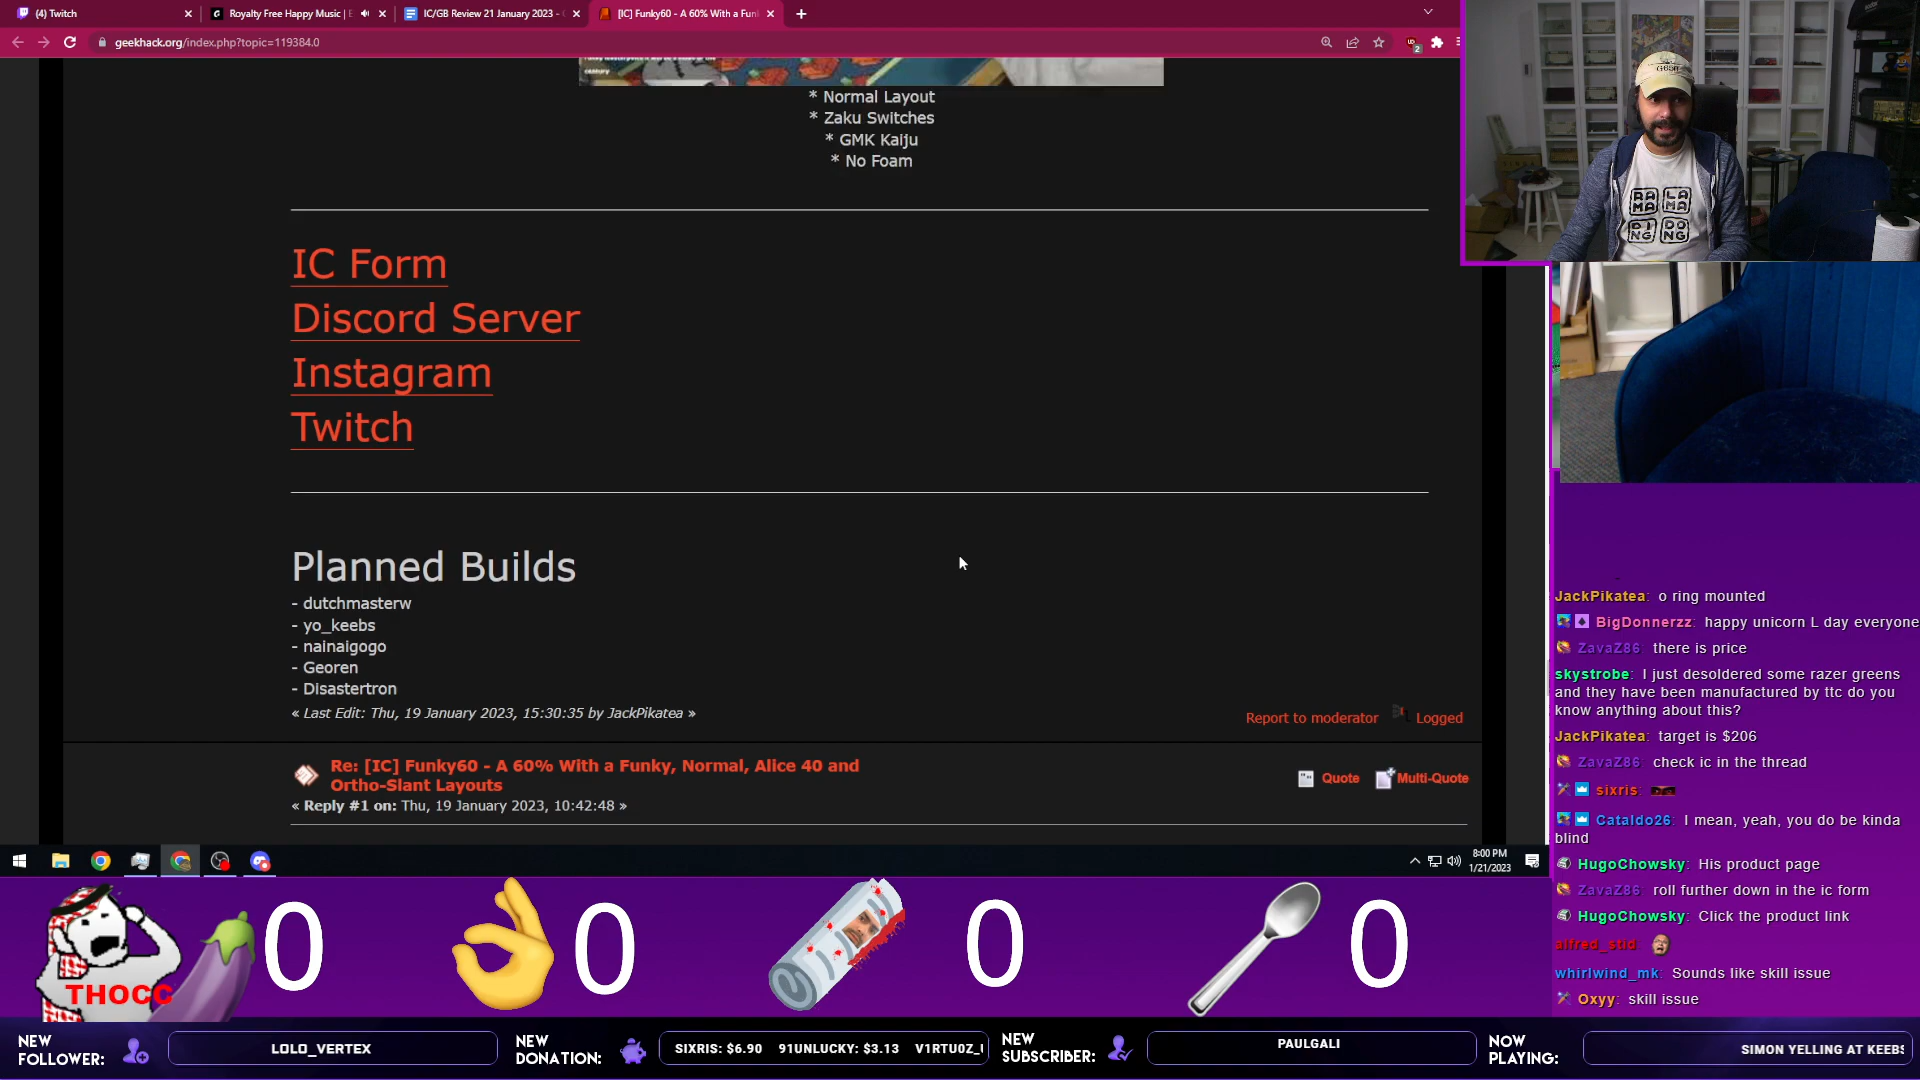 (4) Twitch
Royalty Free Happy Music | E
IC/GB Review 21 January 2023 -
[IC] Funky60 - A 60% With a Fun
geekhack.org/index.php?topic=119384.0
century
* Normal Layout
* Zaku Switches
* GMK Kaiju
* No Foam
IC Form
Discord Server
Instagram
Twitch
Planned Builds
- dutchmasterw
- yo_keebs
- nainaigogo
- Georen
- Disastertron
« Last Edit: Thu, 19 January 2023, 15:30:35 by JackPikatea »
Report to moderator
Logged
Re: [IC] Funky60 - A 60% With a Funky, Normal, Alice 40 and
Ortho-Slant Layouts
« Reply #1 on: Thu, 19 January 2023, 10:42:48 »
Quote
Multi-Quote
8:00 PM
1/21/2023
RA LA
MA MA
DI DO
NG NG
JackPikatea: o ring mounted
BigDonnerzz: happy unicorn L day everyone
ZavaZ86: there is price
skystrobe: I just desoldered some razer greens
and they have been manufactured by ttc do you
know anything about this?
JackPikatea: target is $206
ZavaZ86: check ic in the thread
sixris:
Cataldo26: I mean, yeah, you do be kinda
blind
HugoChowsky: His product page
ZavaZ86: roll further down in the ic form
HugoChowsky: Click the product link
alfred_stid:
whirlwind_mk: Sounds like skill issue
Oxyy: skill issue
THOCC
0
0
0
0
NEW
FOLLOWER:
LOLO_VERTEX
NEW
DONATION:
SIXRIS: $6.90 91UNLUCKY: $3.13 V1RTU0Z_
NEW
SUBSCRIBER:
PAULGALI
NOW
PLAYING:
SIMON YELLING AT KEEBS